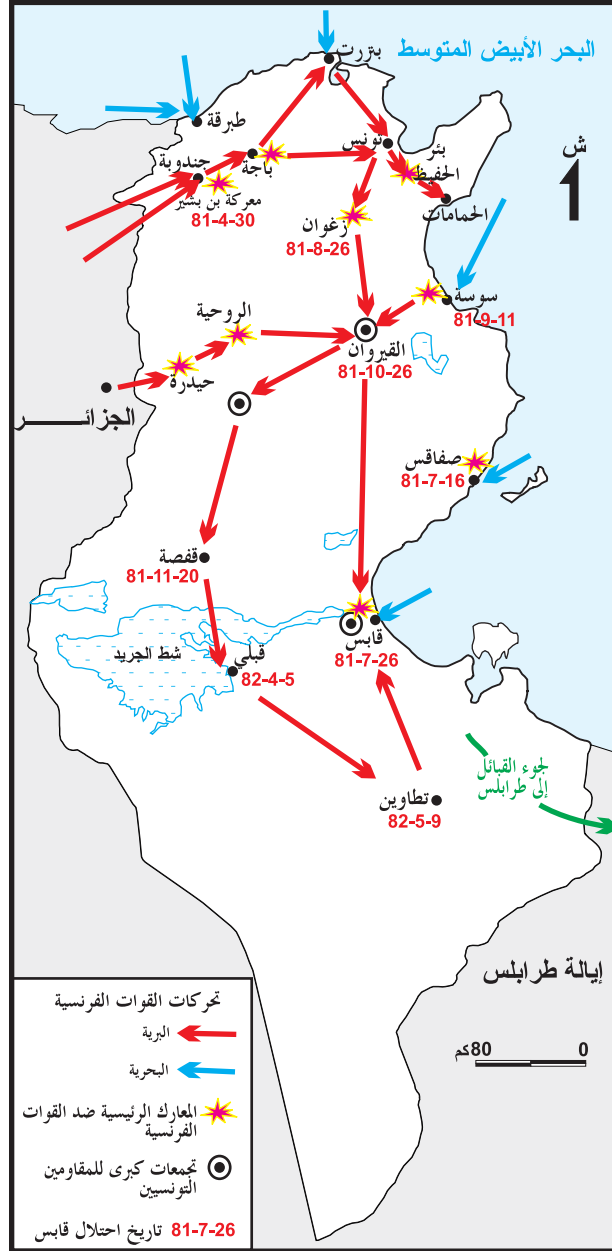 البحر الأبيض المتوسط
بنزرت
طبرقة
تونس
بئر
الحفيظ
ش
باجة
جندوبة
معركة بن بشير
81-4-30
الحمامات
زغوان
81-8-26
سوسة
81-9-11
الروحية
القيروان
81-10-26
حيدرة
الجزائـــــــر
صفاقس
81-7-16
قفصة
81-11-20
قابس
81-7-26
شط الجريد
قبلي
82-4-5
لجوء القبائل
إلى طرابلس
تطاوين
82-5-9
إيالة طرابلس
80كم 0
تحركات القوات الفرنسية
البرية
البحرية
المعارك الرئيسية ضد القوات
الفرنسية
تجمعات كبرى للمقاومين
التونسيين
81-7-26 تاريخ احتلال قابس